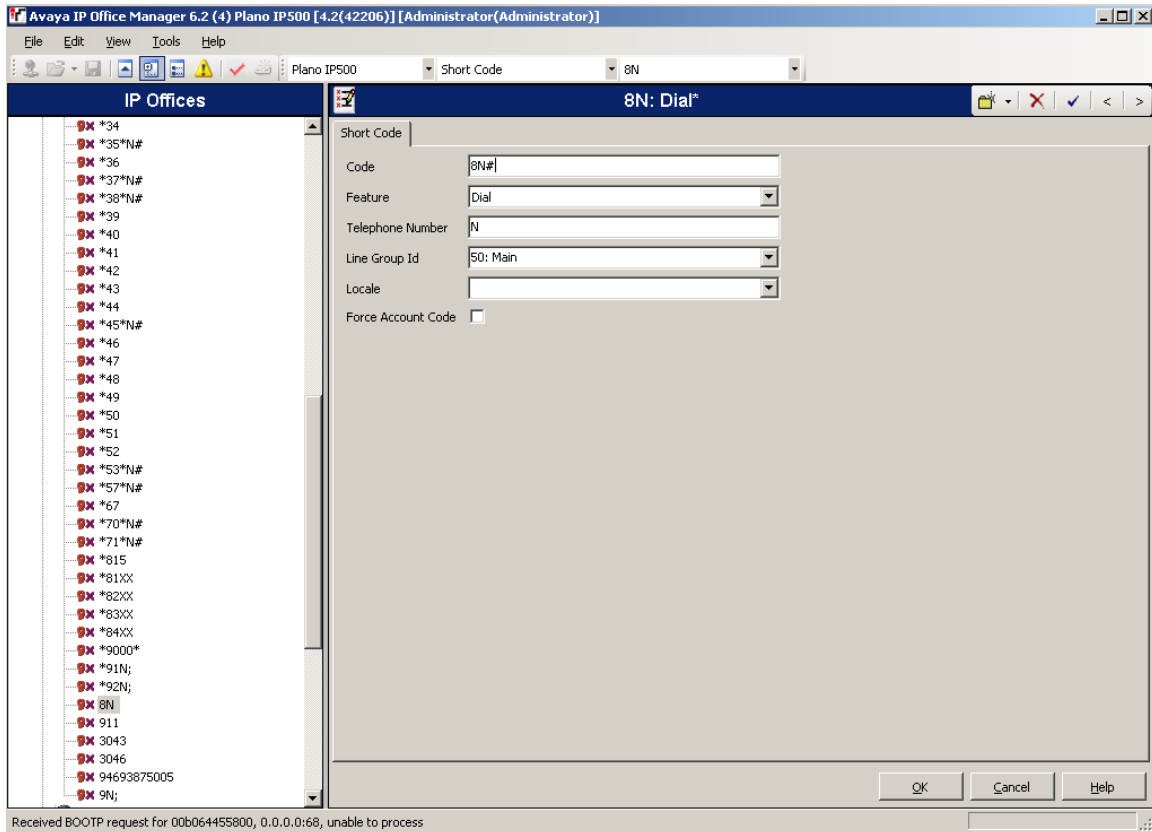 Avaya IP Office Manager 6.2 (4) Plano IP500 [4.2(42206)] [Administrator(Administrator)]
File Edit View Tools Help
Plano IP500 Short Code 8N
IP Offices
8N: Dial*
*34
*35*N#
*36
*37*N#
*38*N#
*39
*40
*41
*42
*43
*44
*45*N#
*46
*47
*48
*49
*50
*51
*52
*53*N#
*57*N#
*67
*70*N#
*71*N#
*815
*81XX
*82XX
*83XX
*84XX
*9000*
*91N;
*92N;
8N
911
3043
3046
94693875005
9N;
Short Code
Code 8N#
Feature Dial
Telephone Number N
Line Group Id 50: Main
Locale
Force Account Code
OK Cancel Help
Received BOOTP request for 00b064455800, 0.0.0.0:68, unable to process